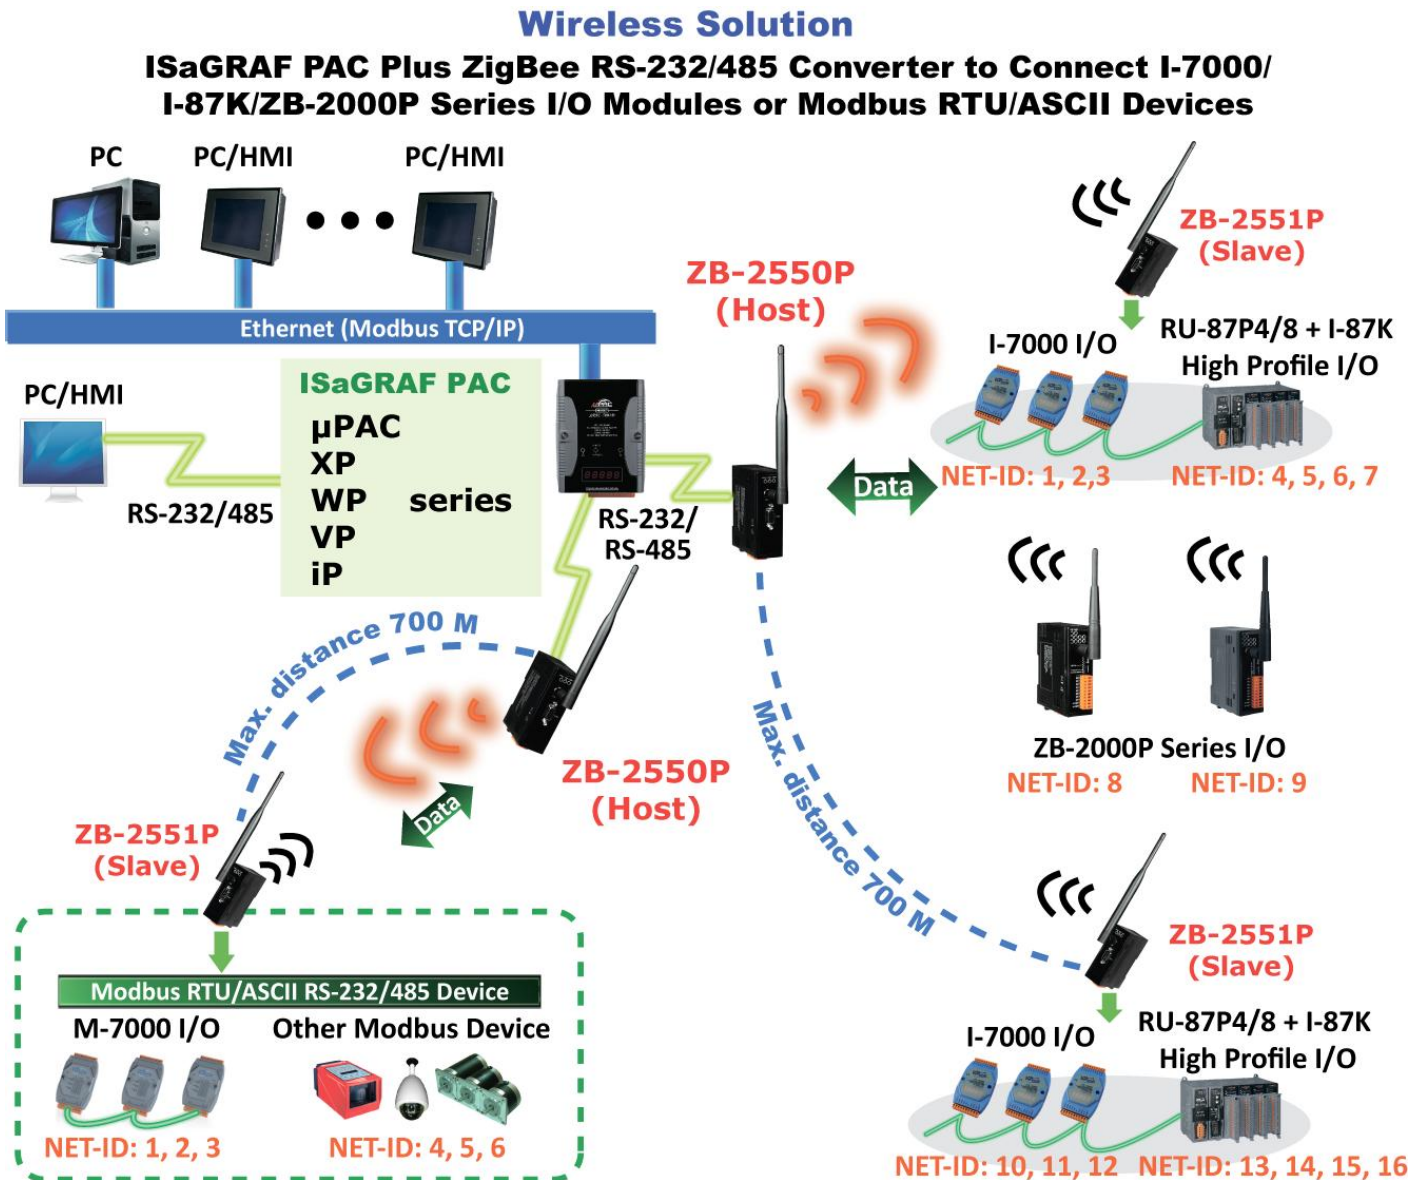 Wireless Solution
ISaGRAF PAC Plus ZigBee RS-232/485 Converter to Connect I-7000/
I-87K/ZB-2000P Series I/O Modules or Modbus RTU/ASCII Devices
PC
PC/HMI
PC/HMI
Ethernet (Modbus TCP/IP)
PC/HMI
RS-232/485
ISaGRAF PAC
µPAC
XP
WP series
VP
iP
RS-232/
RS-485
ZB-2550P
(Host)
Data
ZB-2551P
(Slave)
I-7000 I/O
RU-87P4/8 + I-87K
High Profile I/O
NET-ID: 1, 2,3
NET-ID: 4, 5, 6, 7
ZB-2000P Series I/O
NET-ID: 8
NET-ID: 9
Max. distance 700 M
ZB-2551P
(Slave)
I-7000 I/O
RU-87P4/8 + I-87K
High Profile I/O
NET-ID: 10, 11, 12
NET-ID: 13, 14, 15, 16
Max. distance 700 M
ZB-2550P
(Host)
Data
ZB-2551P
(Slave)
Modbus RTU/ASCII RS-232/485 Device
M-7000 I/O
Other Modbus Device
NET-ID: 1, 2, 3
NET-ID: 4, 5, 6